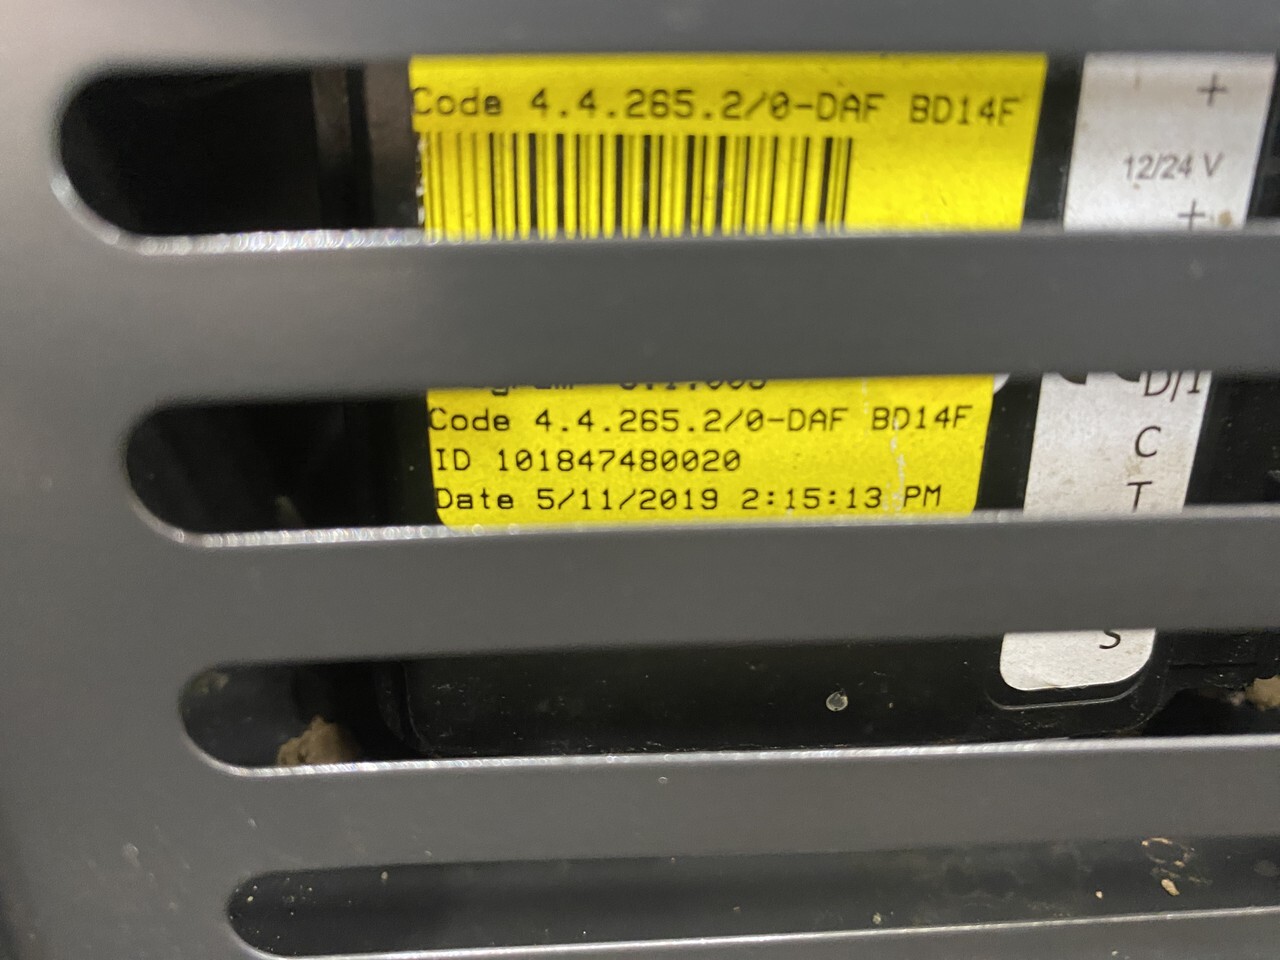 Code 4.4.265.2/0-DAF BD14F
+
12/24 V
+
D/I
Code 4.4.265.2/0-DAF BD14F
ID 101847480020
Date 5/11/2019 2:15:13 PM
C
T
S